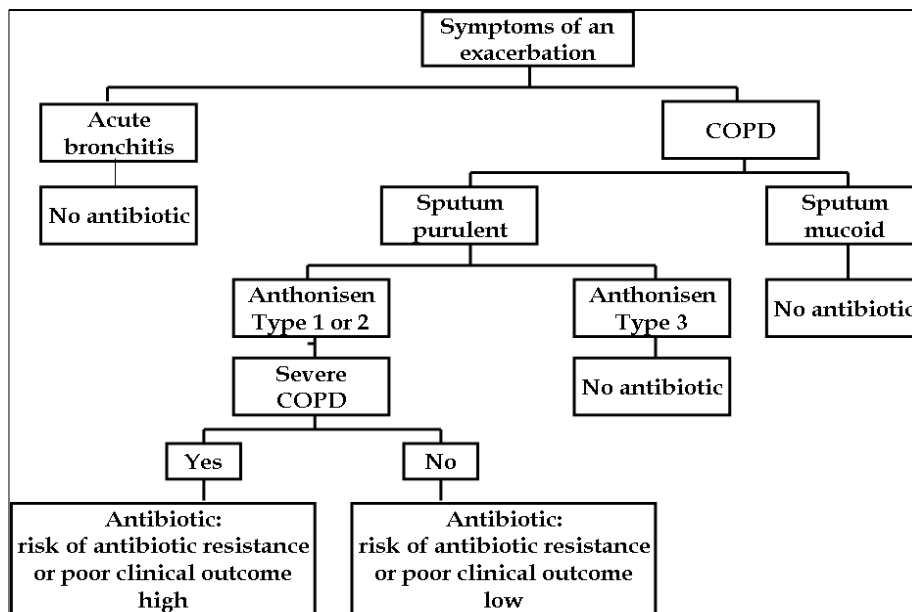 Symptoms of an
exacerbation
Acute
bronchitis
COPD
No antibiotic
Sputum
purulent
Sputum
mucoid
Anthonisen
Type 1 or 2
Anthonisen
Type 3
No antibiotic
Severe
COPD
No antibiotic
Yes
No
Antibiotic:
risk of antibiotic resistance
or poor clinical outcome
high
Antibiotic:
risk of antibiotic resistance
or poor clinical outcome
low